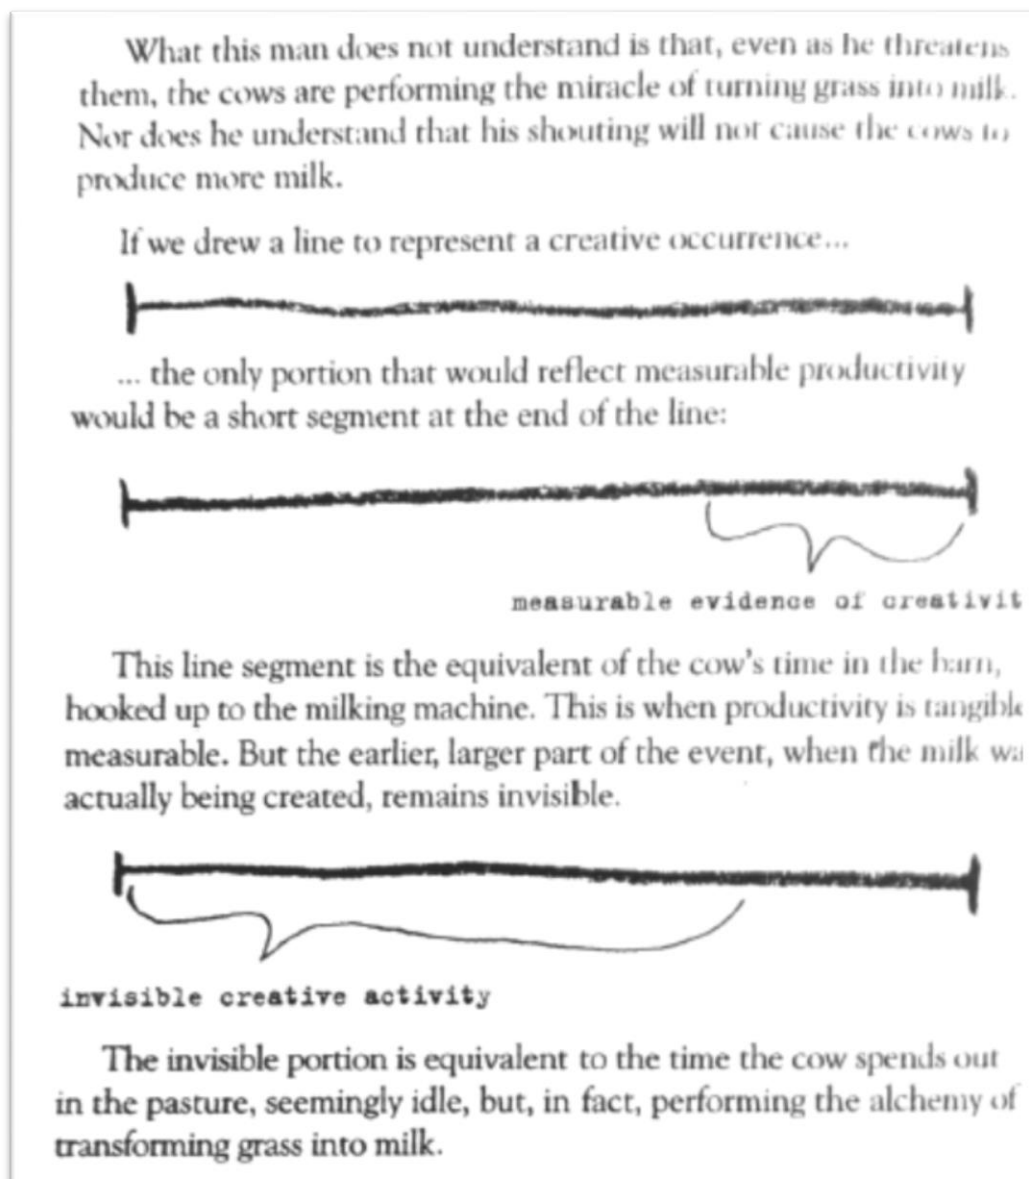 What this man does not understand is that, even as he threatens
them, the cows are performing the miracle of turning grass into milk.
Nor does he understand that his shouting will not cause the cows to
produce more milk.
If we drew a line to represent a creative occurrence...
... the only portion that would reflect measurable productivity
would be a short segment at the end of the line:
measurable evidence of creativit
This line segment is the equivalent of the cow's time in the barn,
hooked up to the milking machine. This is when productivity is tangible
measurable. But the earlier, larger part of the event, when the milk wa
actually being created, remains invisible.
invisible creative activity
The invisible portion is equivalent to the time the cow spends out
in the pasture, seemingly idle, but, in fact, performing the alchemy of
transforming grass into milk.